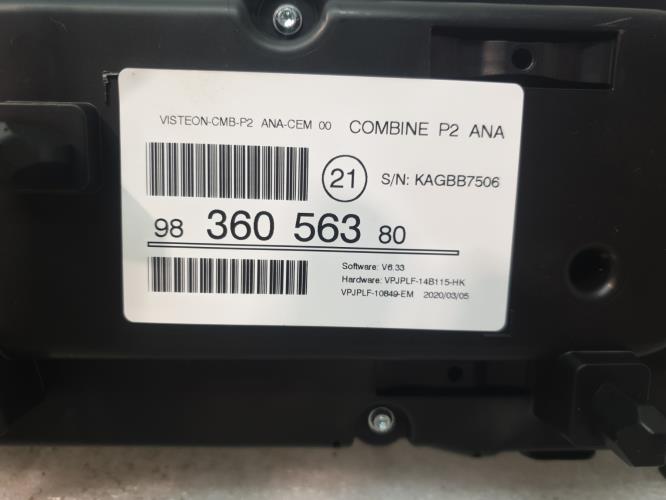 VISTEON-CMB-P2 ANA-CEM 00 COMBINE P2 ANA
21 S/N: KAGBB7506
98 360 563 80
Software: V6.33
Hardware: VPJPLF-14B115-HK
VPJPLF-10849-EM 2020/03/05